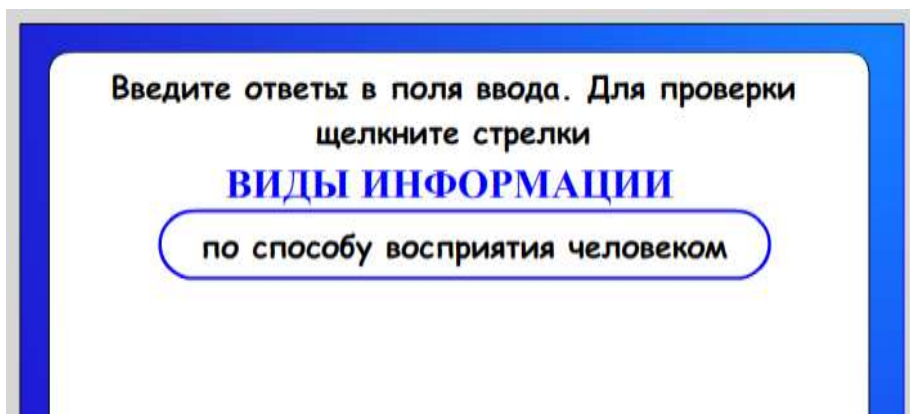 Введите ответы в поля ввода. Для проверки
щелкните стрелки
ВИДЫ ИНФОРМАЦИИ
по способу восприятия человеком